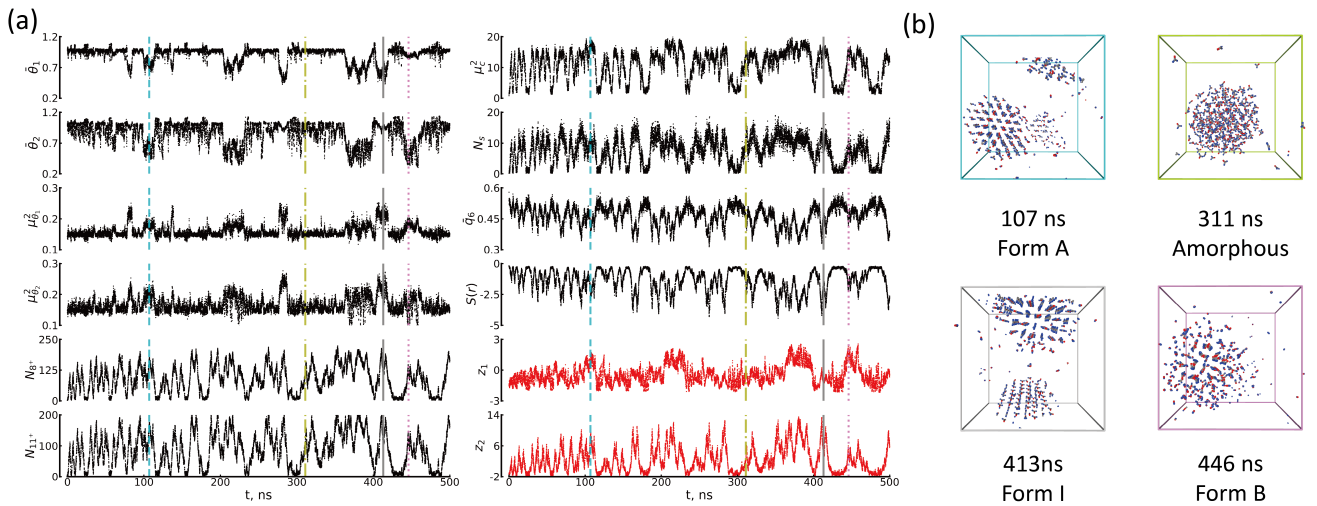 (a)
1.2
0.7
0.2
θ̄₁
1.2
0.7
0.2
θ̄₂
0.3
0.2
0.1
μ²_θ̄₁
0.3
0.2
0.1
μ²_θ̄₂
250
125
0
N₈⁺
200
100
0
N₁₁⁺
0 100 200 300 400 500
t, ns
20
10
0
μ²_c
20
10
0
Nₛ
0.6
0.45
0.3
q̄₆
0
-2.5
-5
S(r)
3
0
-3
z₁
14
6
-2
z₂
0 100 200 300 400 500
t, ns
(b)
107 ns
Form A
311 ns
Amorphous
413ns
Form I
446 ns
Form B